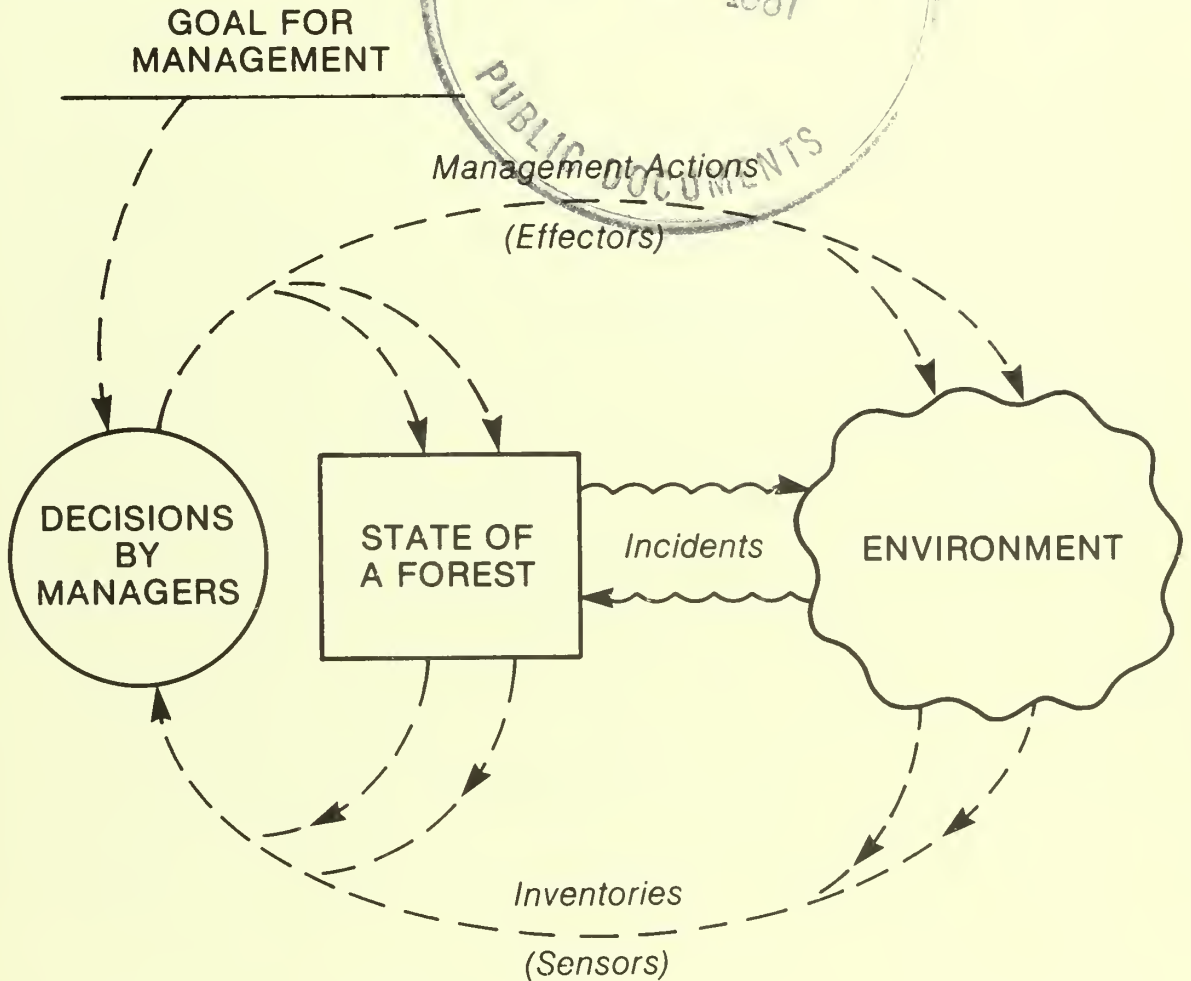 GOAL FOR
MANAGEMENT
PUBLIC DOCUMENTS
Management Actions
(Effectors)
DECISIONS
BY
MANAGERS
STATE OF
A FOREST
Incidents
ENVIRONMENT
Inventories
(Sensors)